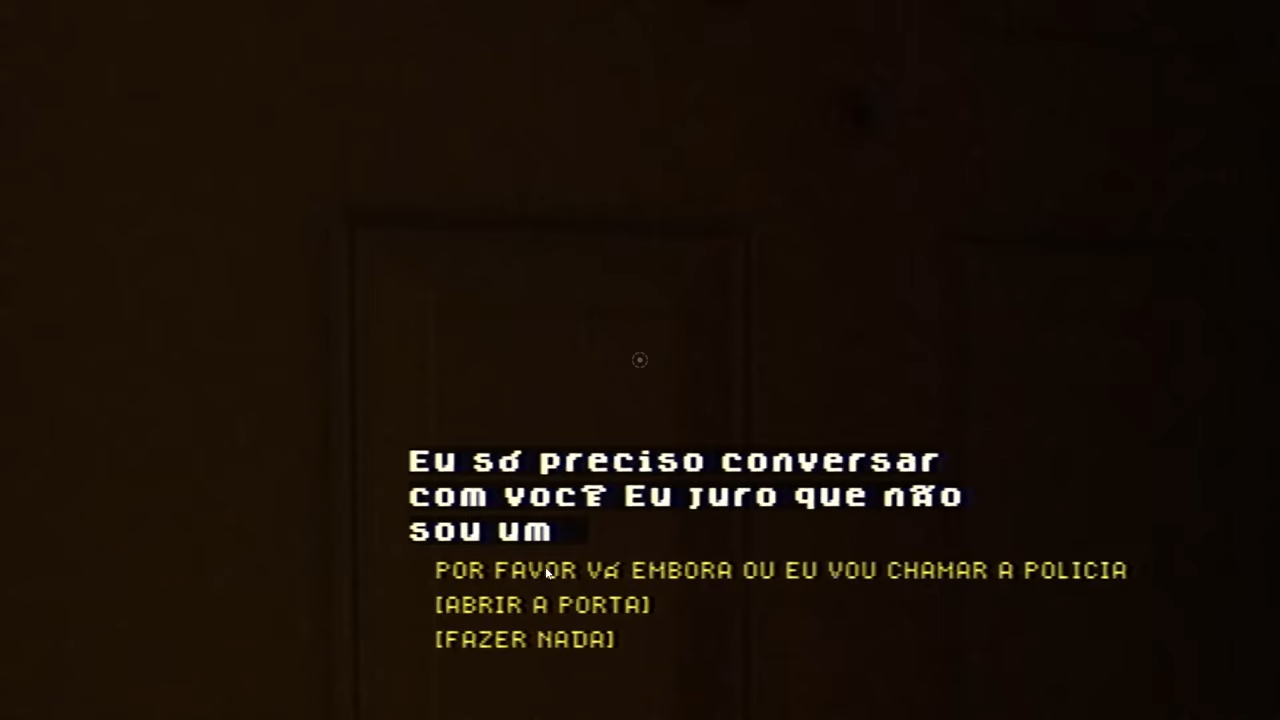 Eu só preciso conversar
com você Eu juro que não
sou um
POR FAVOR Vá EMBORA OU EU VOU CHAMAR A POLICIA
[ABRIR A PORTA]
[FAZER NADA]